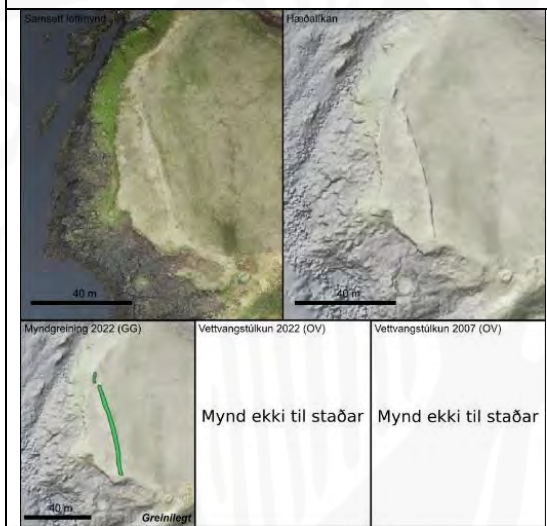 Samsett loftmynd
40 m
Hæðalíkan
40 m
Myndgreining 2022 (GG)
40 m
Greinilegt
Vettvangstúlkun 2022 (OV)
Mynd ekki til staðar
Vettvangstúlkun 2007 (OV)
Mynd ekki til staðar